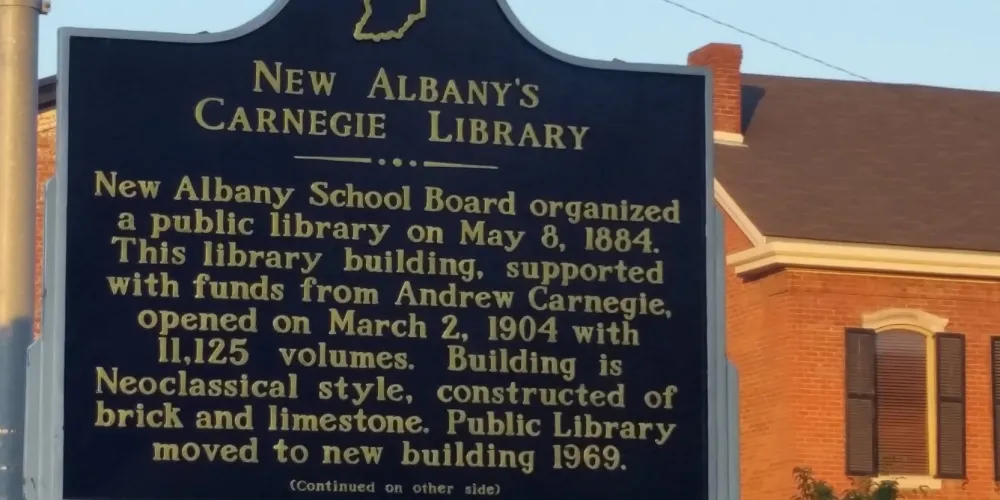 New Albany's
Carnegie Library
New Albany School Board organized
a public library on May 8, 1884.
This library building, supported
with funds from Andrew Carnegie,
opened on March 2, 1904 with
11,125 volumes. Building is
Neoclassical style, constructed of
brick and limestone. Public Library
moved to new building 1969.
(Continued on other side)